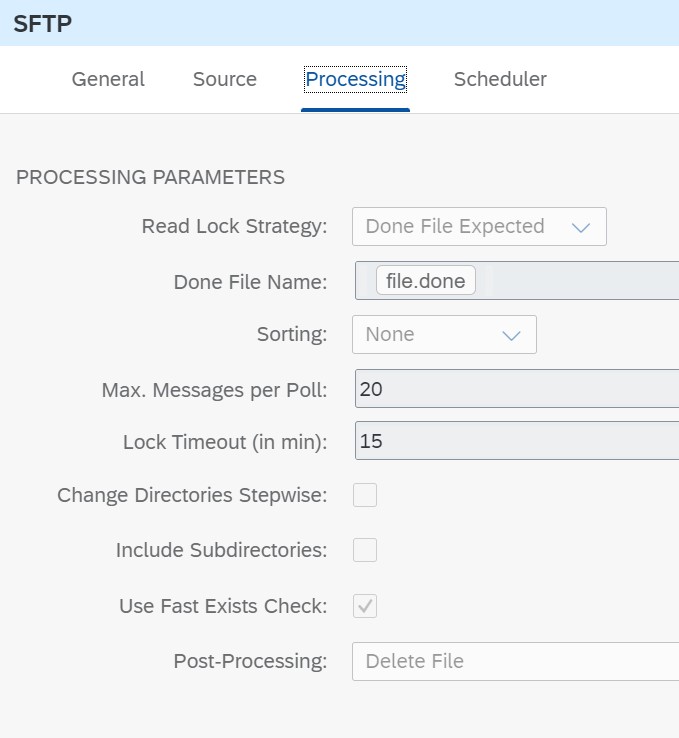 SFTP
General Source Processing Scheduler
PROCESSING PARAMETERS
Read Lock Strategy: Done File Expected
Done File Name: file.done
Sorting: None
Max. Messages per Poll: 20
Lock Timeout (in min): 15
Change Directories Stepwise:
Include Subdirectories:
Use Fast Exists Check:
Post-Processing: Delete File